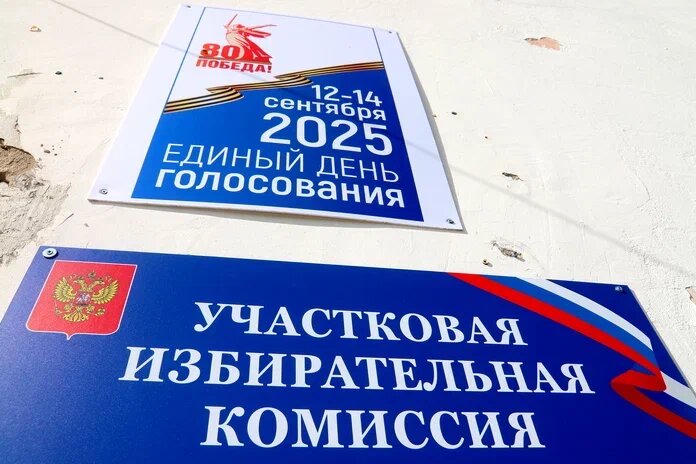 80
ПОБЕДА!
12-14
сентября
2025
ЕДИНЫЙ ДЕНЬ
ГОЛОСОВАНИЯ
УЧАСТКОВАЯ
ИЗБИРАТЕЛЬНАЯ
КОМИССИЯ